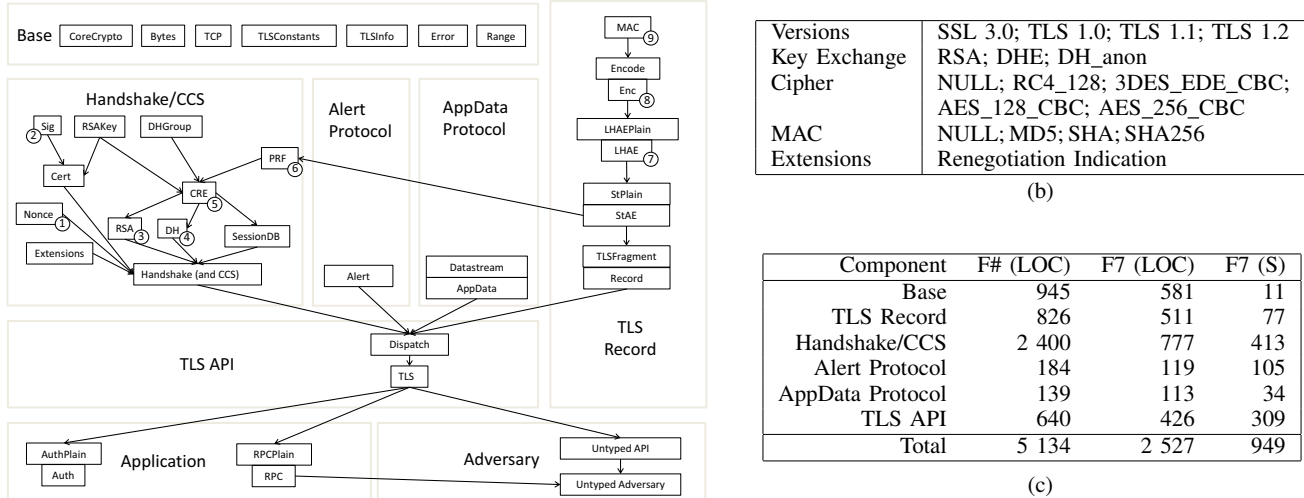 Base
CoreCrypto
Bytes
TCP
TLSConstants
TLSInfo
Error
Range
Handshake/CCS
Sig
2
RSAKey
DHGroup
PRF
6
Cert
CRE
5
Nonce
1
RSA
3
DH
4
SessionDB
Extensions
Handshake (and CCS)
Alert
Protocol
Alert
AppData
Protocol
Datastream
AppData
MAC
9
Encode
Enc
8
LHAEPlain
LHAE
7
StPlain
StAE
TLSFragment
Record
TLS
Record
TLS API
Dispatch
TLS
AuthPlain
Auth
Application
RPCPlain
RPC
Adversary
Untyped API
Untyped Adversary
Versions SSL 3.0; TLS 1.0; TLS 1.1; TLS 1.2
Key Exchange RSA; DHE; DH_anon
Cipher NULL; RC4_128; 3DES_EDE_CBC;
AES_128_CBC; AES_256_CBC
MAC NULL; MD5; SHA; SHA256
Extensions Renegotiation Indication
(b)
Component F# (LOC) F7 (LOC) F7 (S)
Base 945 581 11
TLS Record 826 511 77
Handshake/CCS 2 400 777 413
Alert Protocol 184 119 105
AppData Protocol 139 113 34
TLS API 640 426 309
Total 5 134 2 527 949
(c)